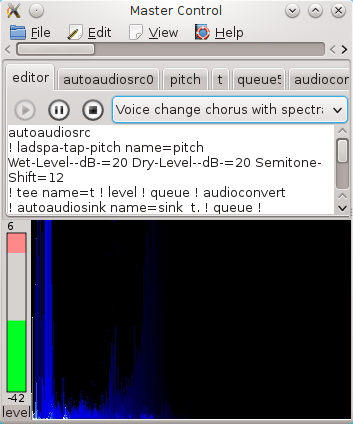 Master Control
File Edit View Help
editor autoaudiosrc0 pitch t queue5 audiocor
Voice change chorus with spectra
autoaudiosrc
! ladspa-tap-pitch name=pitch
Wet-Level--dB-=20 Dry-Level--dB-=20 Semitone-
Shift=12
! tee name=t ! level ! queue ! audioconvert
! autoaudiosink name=sink t. ! queue !
6
-42
level